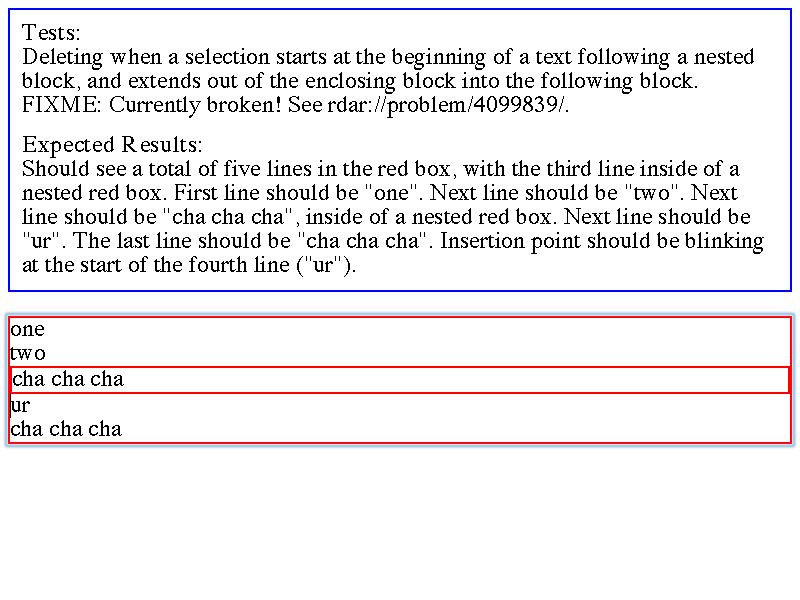 Tests:
Deleting when a selection starts at the beginning of a text following a nested
block, and extends out of the enclosing block into the following block.
FIXME: Currently broken! See rdar://problem/4099839/.
Expected Results:
Should see a total of five lines in the red box, with the third line inside of a
nested red box. First line should be "one". Next line should be "two". Next
line should be "cha cha cha", inside of a nested red box. Next line should be
"ur". The last line should be "cha cha cha". Insertion point should be blinking
at the start of the fourth line ("ur").
one
two
cha cha cha
ur
cha cha cha